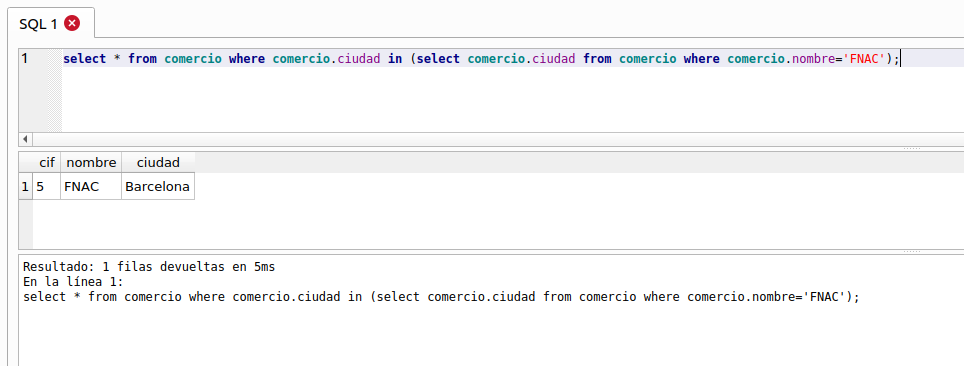 SQL 1
1 select * from comercio where comercio.ciudad in (select comercio.ciudad from comercio where comercio.nombre='FNAC');
cif nombre ciudad
1 5 FNAC Barcelona
Resultado: 1 filas devueltas en 5ms
En la línea 1:
select * from comercio where comercio.ciudad in (select comercio.ciudad from comercio where comercio.nombre='FNAC');